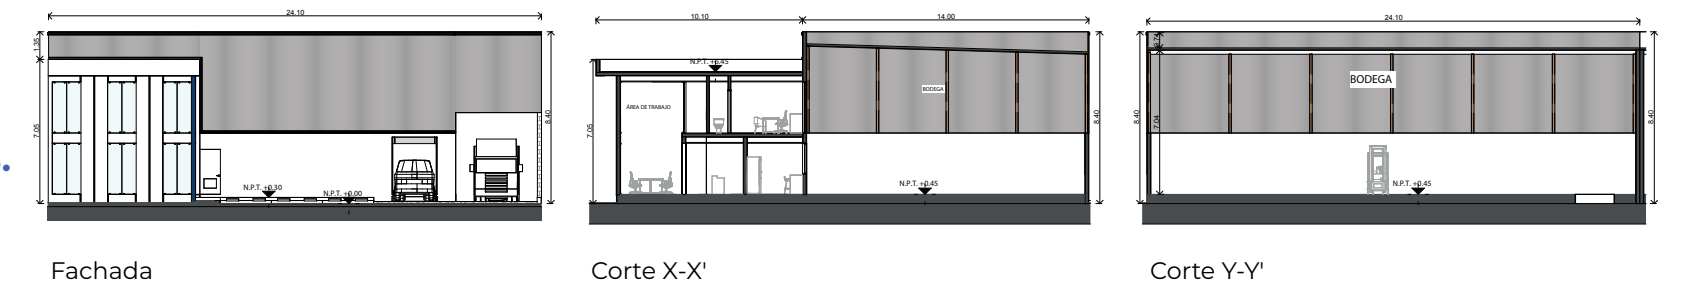 24.10
1.35
7.05
8.40
N.P.T. +0.30
N.P.T. +0.00
Fachada
10.10
14.00
N.P.T. +6.45
ÁREA DE TRABAJO
BODEGA
7.05
8.40
N.P.T. +0.45
Corte X-X'
24.10
BODEGA
8.40
7.04
8.40
N.P.T. +0.45
Corte Y-Y'